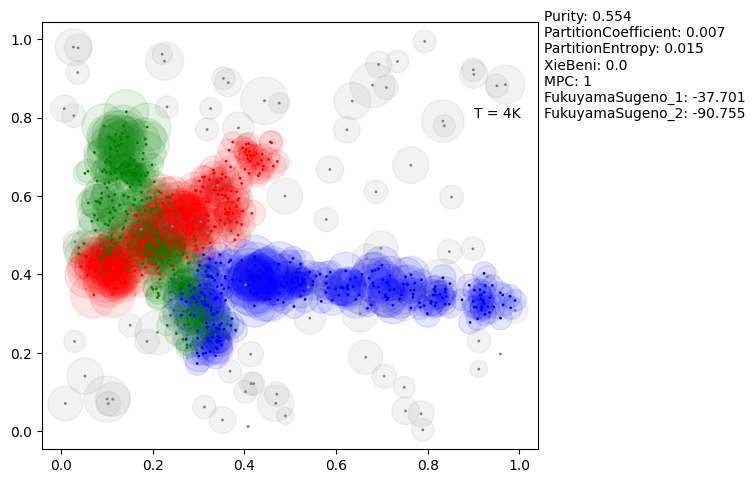 Purity: 0.554
PartitionCoefficient: 0.007
PartitionEntropy: 0.015
XieBeni: 0.0
MPC: 1
FukuyamaSugeno_1: -37.701
FukuyamaSugeno_2: -90.755
T = 4K
1.0
0.8
0.6
0.4
0.2
0.0
0.0 0.2 0.4 0.6 0.8 1.0